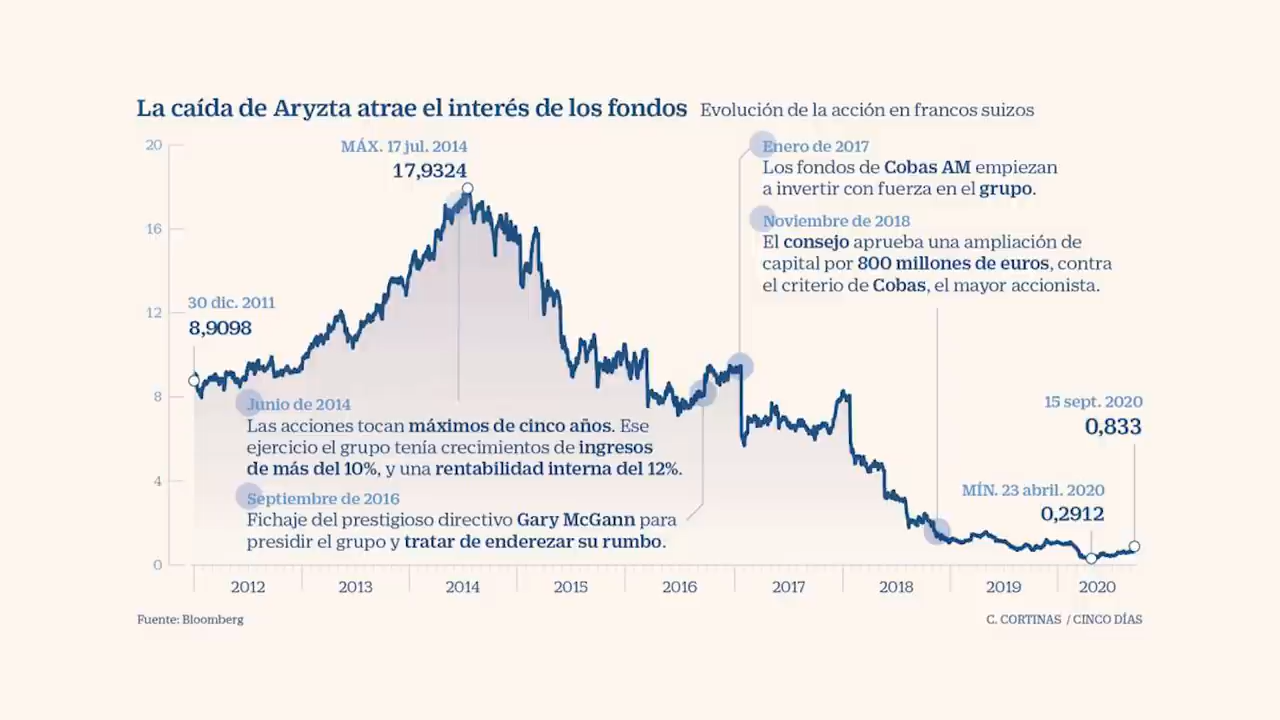 La caída de Aryzta atrae el interés de los fondos Evolución de la acción en francos suizos
20
16
12
8
4
0
MÁX. 17 jul. 2014
17,9324
30 dic. 2011
8,9098
Enero de 2017
Los fondos de Cobas AM empiezan
a invertir con fuerza en el grupo.
Noviembre de 2018
El consejo aprueba una ampliación de
capital por 800 millones de euros, contra
el criterio de Cobas, el mayor accionista.
Junio de 2014
Las acciones tocan máximos de cinco años. Ese
ejercicio el grupo tenía crecimientos de ingresos
de más del 10%, y una rentabilidad interna del 12%.
Septiembre de 2016
Fichaje del prestigioso directivo Gary McGann para
presidir el grupo y tratar de enderezar su rumbo.
15 sept. 2020
0,833
MÍN. 23 abril. 2020
0,2912
2012 2013 2014 2015 2016 2017 2018 2019 2020
Fuente: Bloomberg
C. CORTINAS / CINCO DÍAS